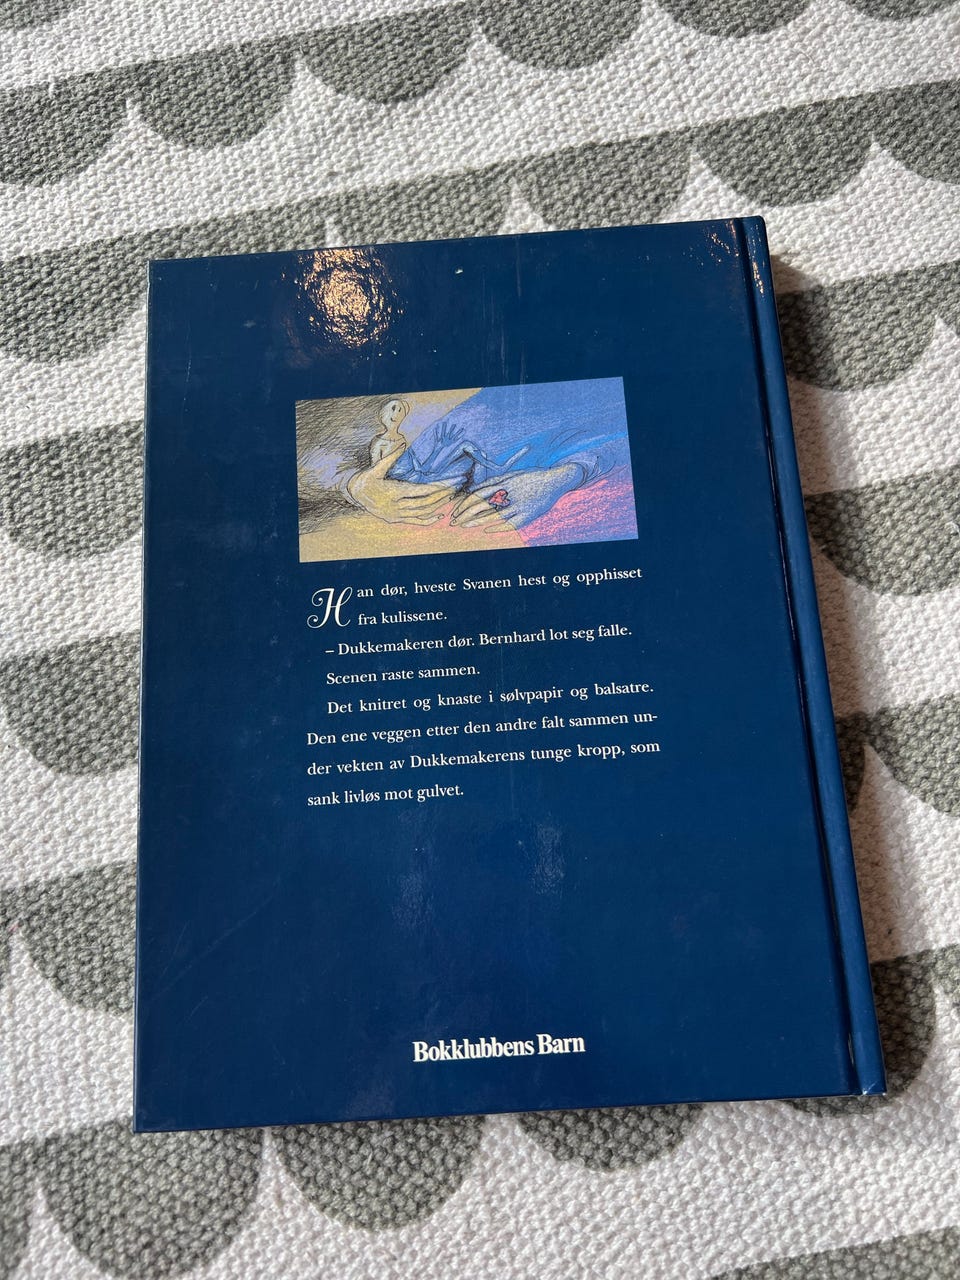 Han dør, hveste Svanen hest og opphisset
fra kulissene.
– Dukkemakeren dør. Bernhard lot seg falle.
Scenen raste sammen.
Det knitret og knaste i sølvpapir og balsatre.
Den ene veggen etter den andre falt sammen un-
der vekten av Dukkemakerens tunge kropp, som
sank livløs mot gulvet.
Bokklubbens Barn